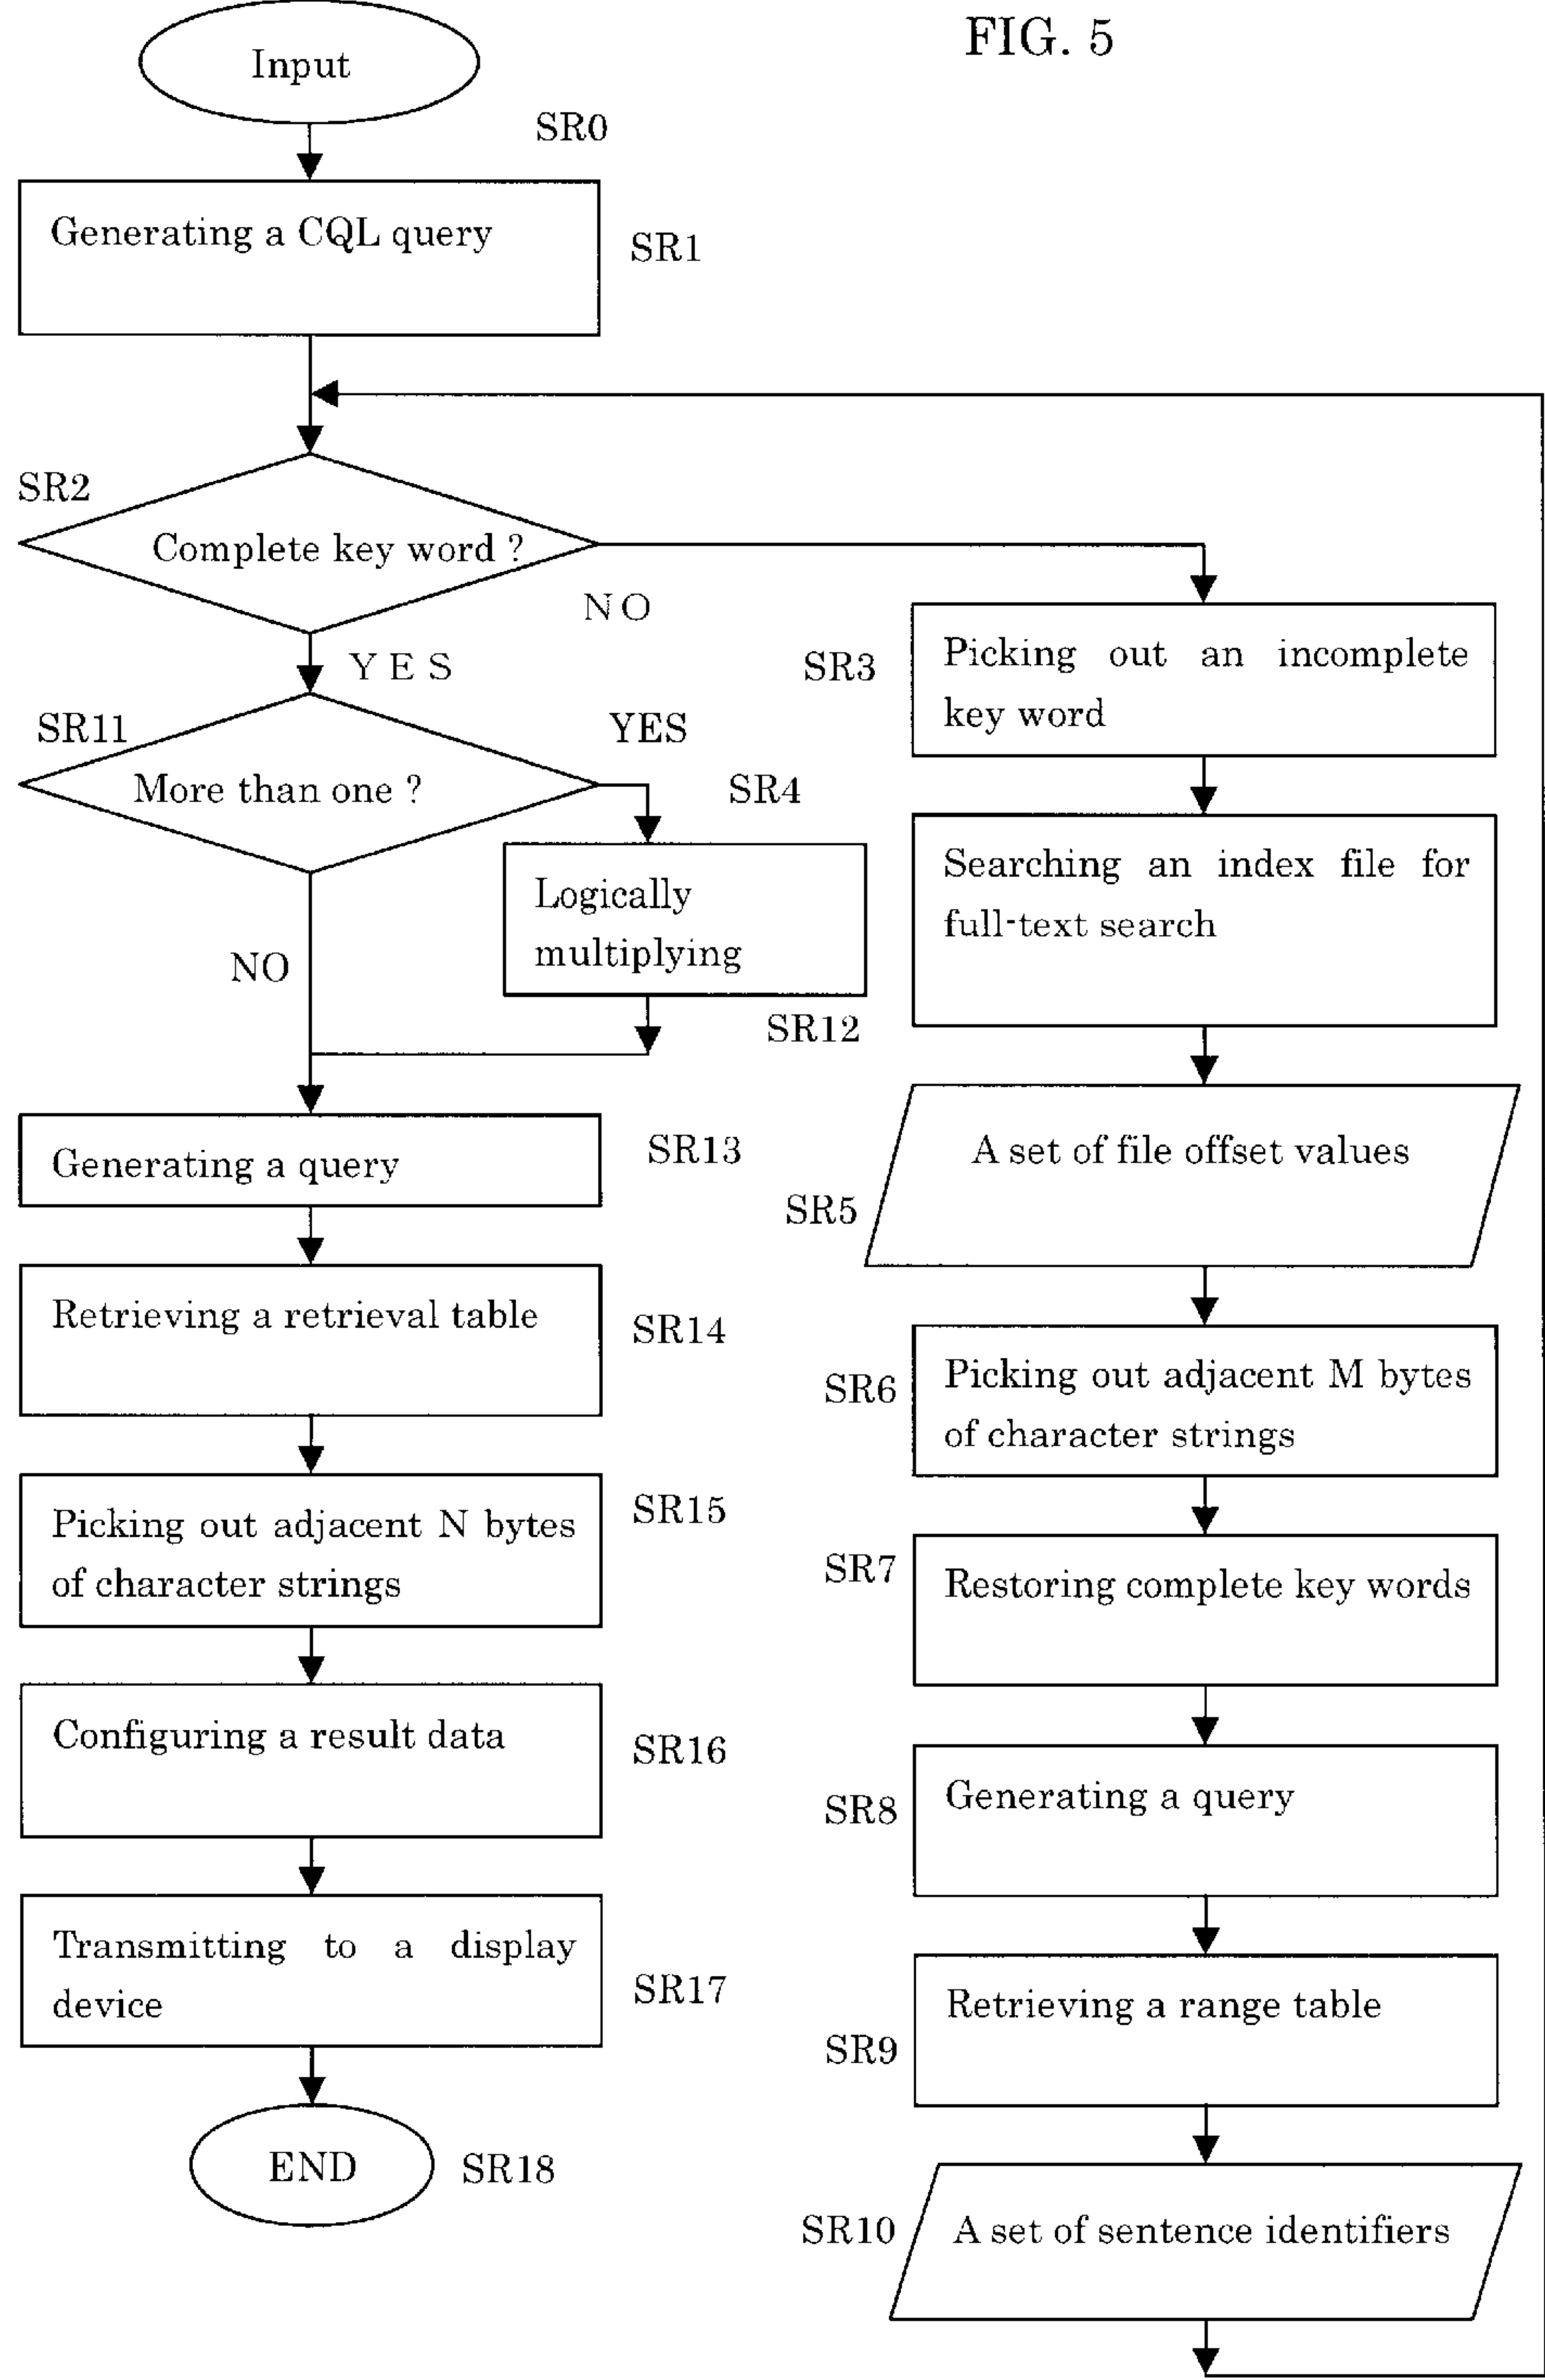 FIG. 5
Input
SR0
Generating a CQL query
SR1
SR2
Complete key word ?
NO
YES
SR3
Picking out an incomplete
key word
SR11
More than one ?
YES
SR4
Searching an index file for
full-text search
Logically
multiplying
NO
SR12
SR5
A set of file offset values
Generating a query
SR13
Retrieving a retrieval table
SR14
SR6
Picking out adjacent M bytes
of character strings
Picking out adjacent N bytes
of character strings
SR15
SR7
Restoring complete key words
Configuring a result data
SR16
SR8
Generating a query
Transmitting to a display
device
SR17
SR9
Retrieving a range table
END
SR18
SR10
A set of sentence identifiers